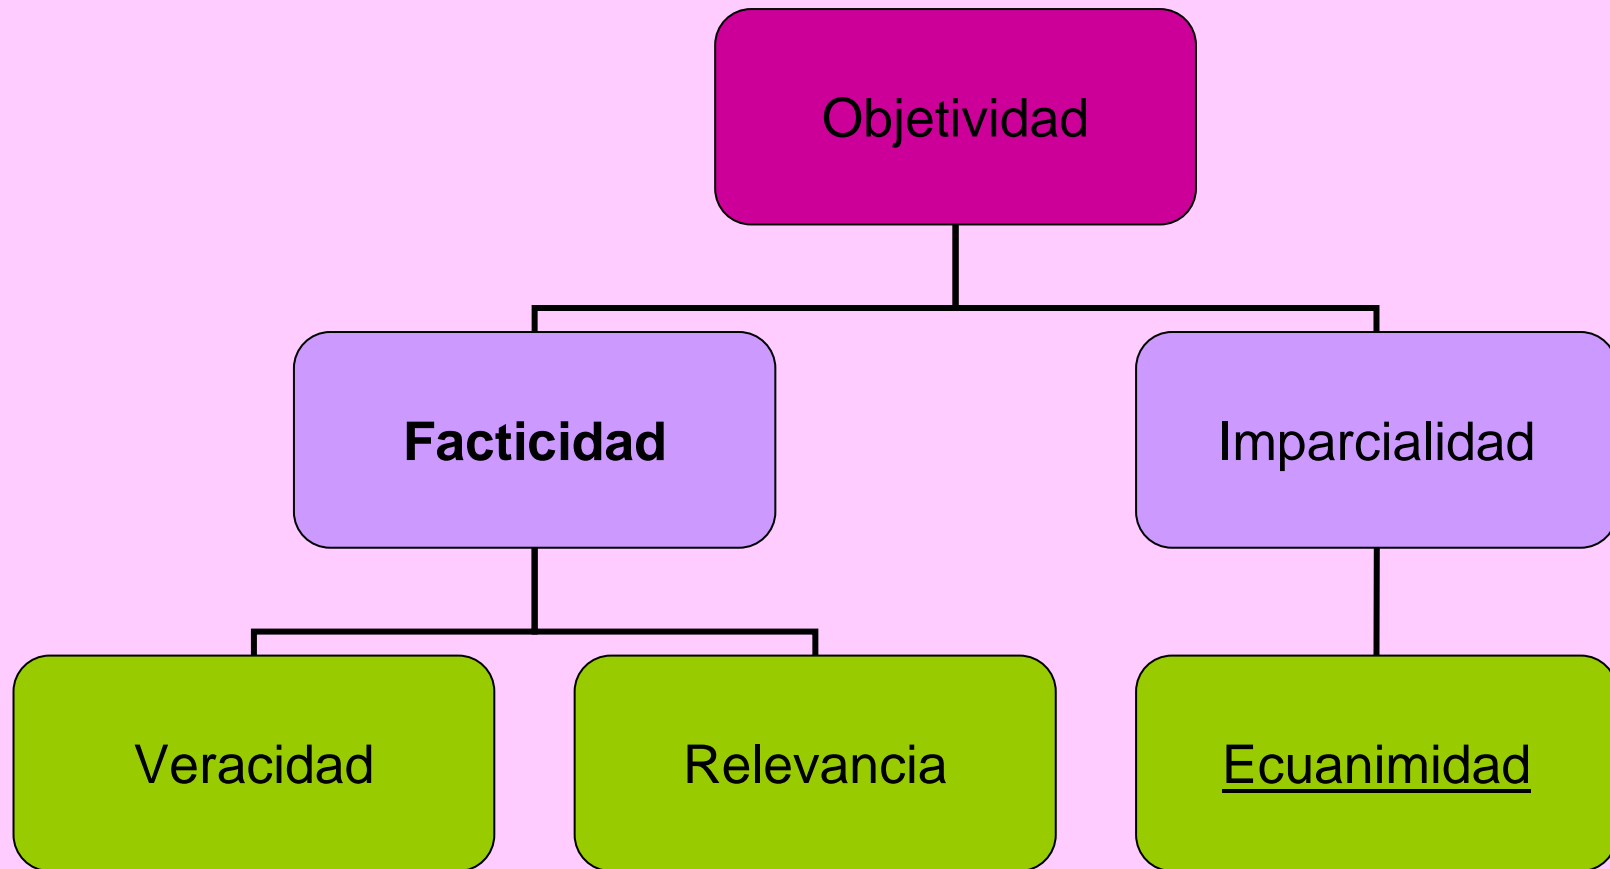 Objetividad
Facticidad
Imparcialidad
Veracidad
Relevancia
Ecuanimidad